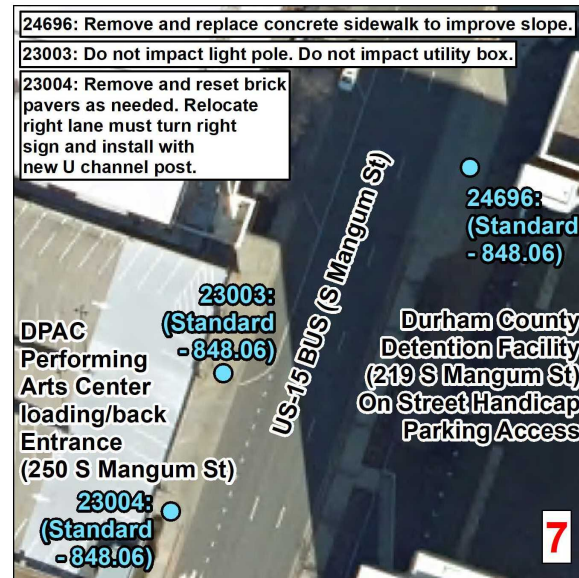 24696: Remove and replace concrete sidewalk to improve slope.
23003: Do not impact light pole. Do not impact utility box.
23004: Remove and reset brick
pavers as needed. Relocate
right lane must turn right
sign and install with
new U channel post.
24696:
(Standard
- 848.06)
US-15 BUS (S Mangum St)
23003:
(Standard
- 848.06)
DPAC
Performing
Arts Center
loading/back
Entrance
(250 S Mangum St)
Durham County
Detention Facility
(219 S Mangum St)
On Street Handicap
Parking Access
23004:
(Standard
- 848.06)
7